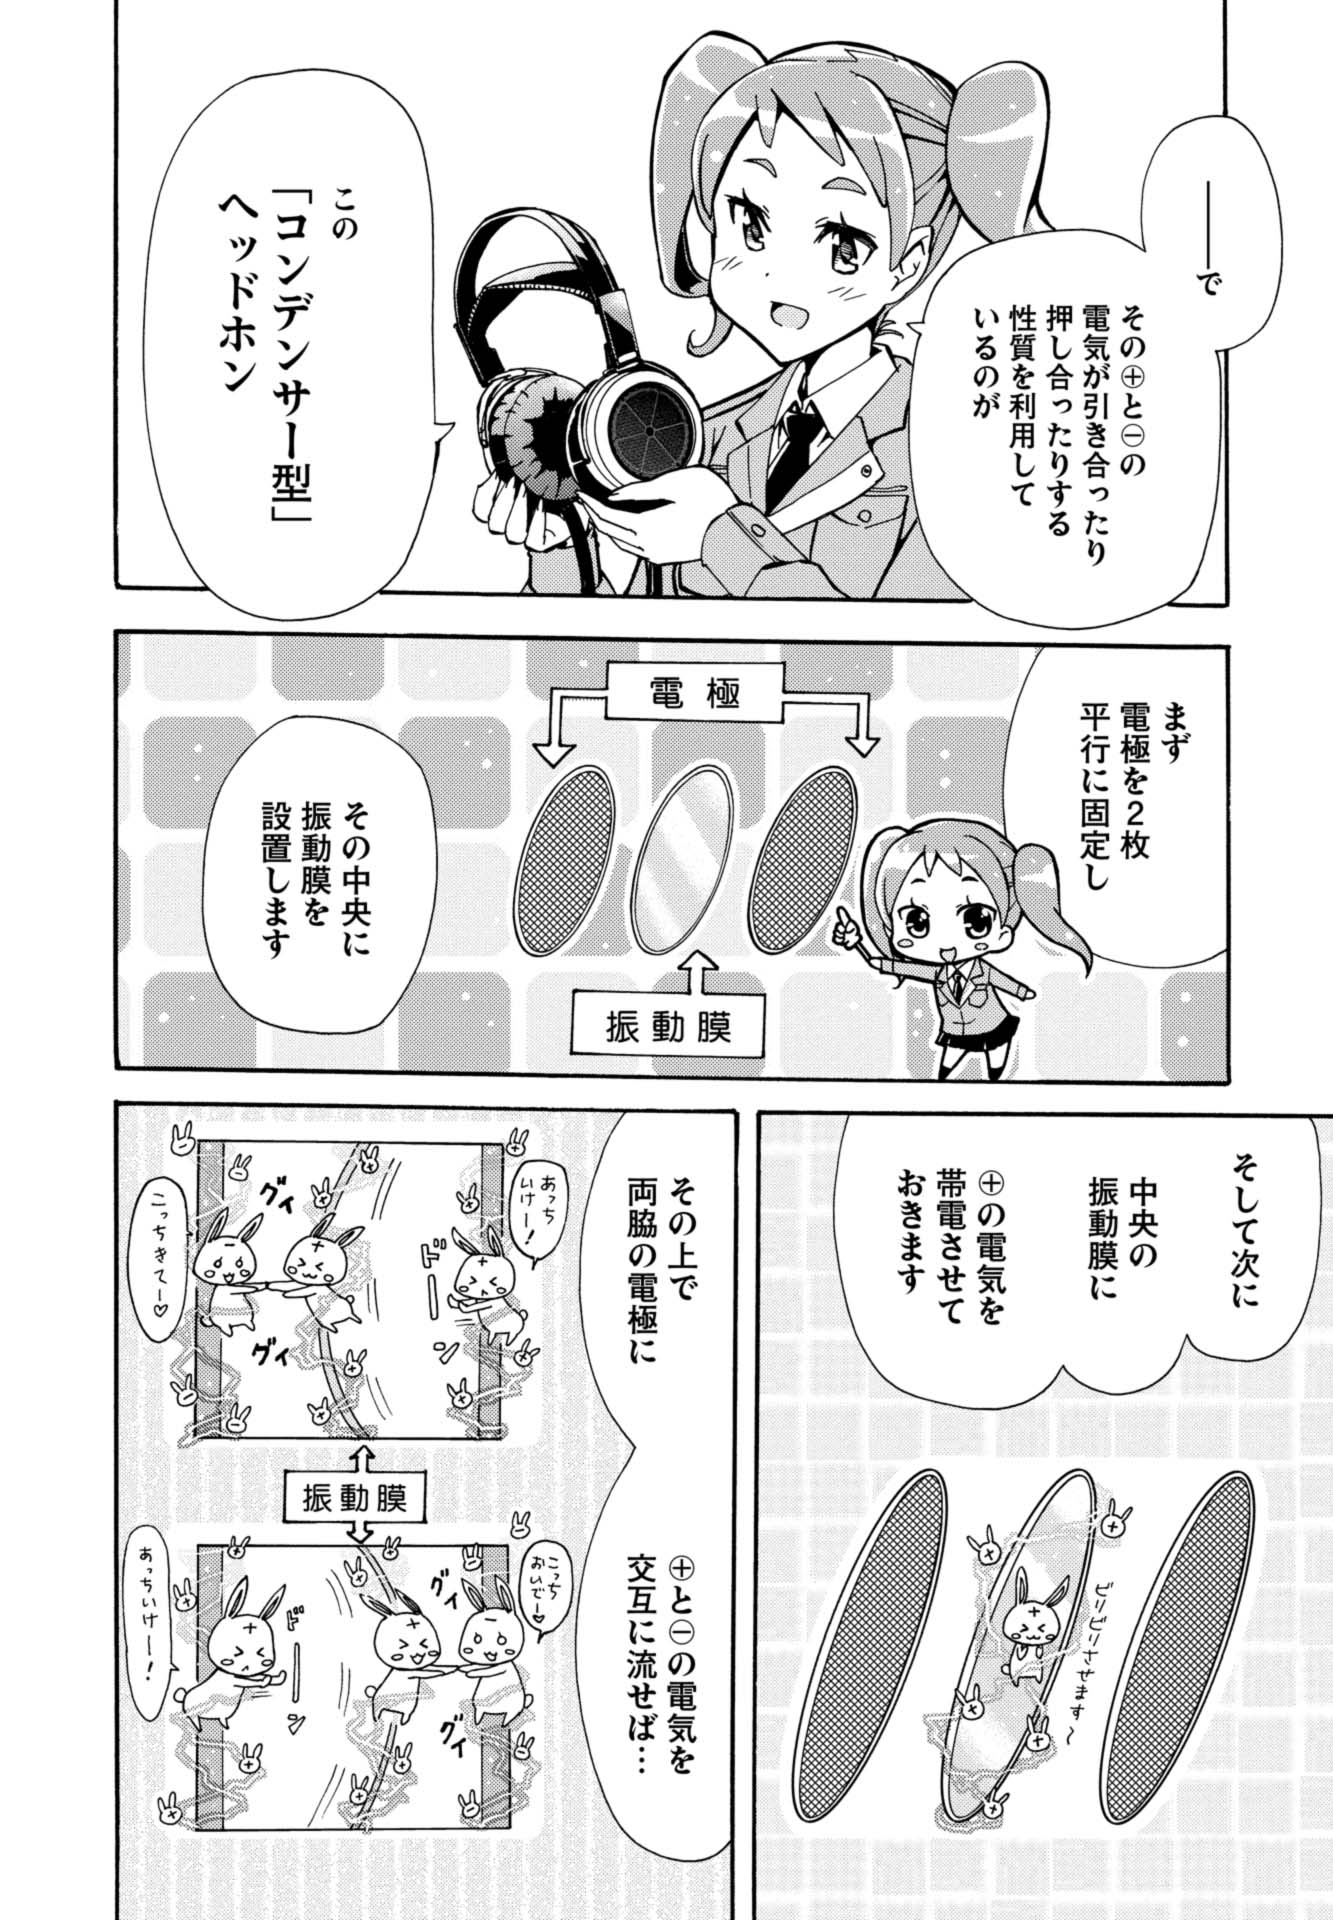 ――で
その⊕と⊖の
電気が引き合ったり
押し合ったりする
性質を利用して
いるのが
この
「コンデンサー型」
ヘッドホン
まず
電極を2枚
平行に固定し
電極
振動膜
その中央に
振動膜を
設置します
そして次に
中央の
振動膜に
⊕の電気を
帯電させて
おきます
ビリビリさせます〜
その上で
両脇の電極に
⊕と⊖の電気を
交互に流せば…
あっち
いけー!
ドーン
グイ
グイ
こっちきてー♡
振動膜
こっち
おいでー♡
グイ
グイ
ドーン
あっちいけー!